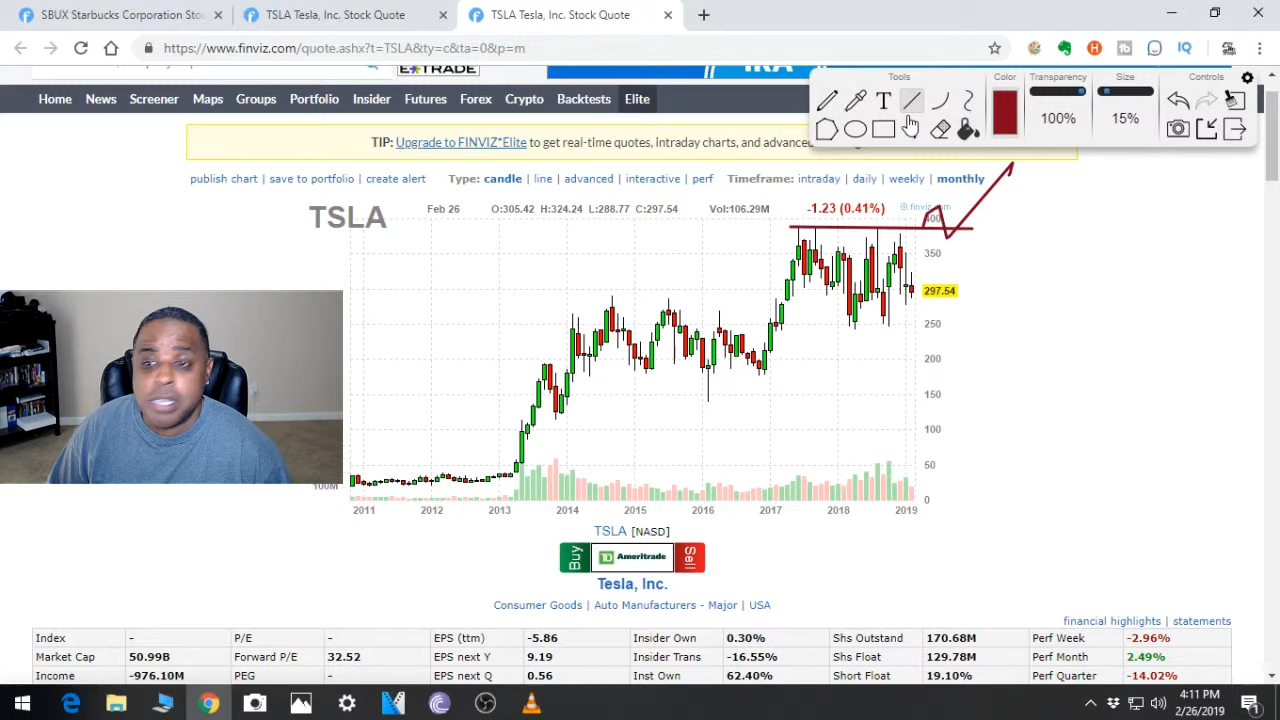 SBUX Starbucks Corporation Sto
TSLA Tesla, Inc. Stock Quote
TSLA Tesla, Inc. Stock Quote
https://www.finviz.com/quote.ashx?t=TSLA&ty=c&ta=0&p=m
E*TRADE
IRA
Tools
Color
Transparency
Size
Controls
100%
15%
Home
News
Screener
Maps
Groups
Portfolio
Insider
Futures
Forex
Crypto
Backtests
Elite
TIP: Upgrade to FINVIZ*Elite to get real-time quotes, intraday charts, and advanced
publish chart | save to portfolio | create alert
Type: candle | line | advanced | interactive | perf
Timeframe: intraday | daily | weekly | monthly
TSLA
Feb 26
O:305.42 H:324.24 L:288.77 C:297.54
Vol:106.29M
-1.23 (0.41%)
© finviz.com
400
350
297.54
250
200
150
100
50
0
100M
2011 2012 2013 2014 2015 2016 2017 2018 2019
TSLA [NASD]
Buy
TD Ameritrade
Sell
Tesla, Inc.
Consumer Goods | Auto Manufacturers - Major | USA
financial highlights | statements
Index - P/E - EPS (ttm) -5.86 Insider Own 0.30% Shs Outstand 170.68M Perf Week -2.96%
Market Cap 50.99B Forward P/E 32.52 EPS next Y 9.19 Insider Trans -16.55% Shs Float 129.78M Perf Month 2.49%
Income -976.10M PEG - EPS next Q 0.56 Inst Own 62.40% Short Float 19.10% Perf Quarter -14.02%
4:11 PM
2/26/2019